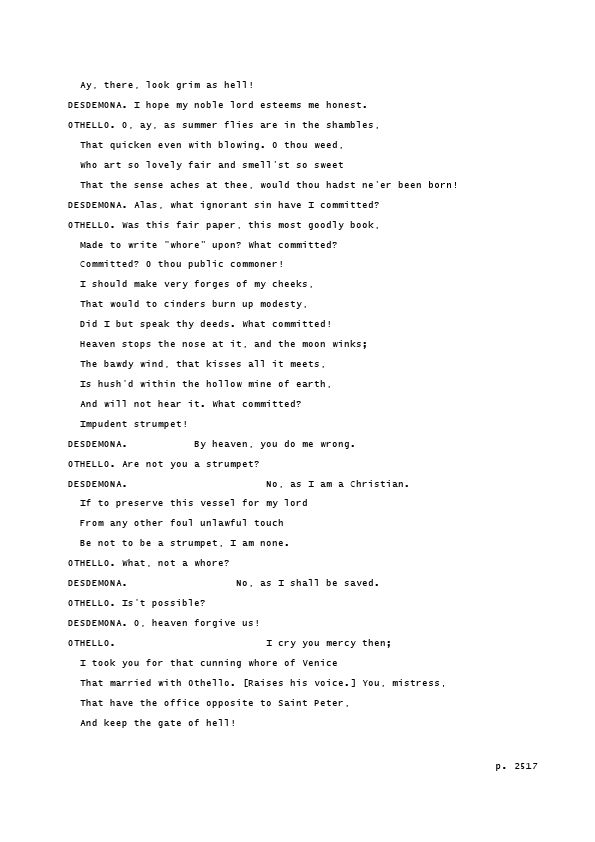 Ay, there, look grim as hell!
DESDEMONA. I hope my noble lord esteems me honest.
OTHELLO. O, ay, as summer flies are in the shambles,
That quicken even with blowing. O thou weed,
Who art so lovely fair and smell'st so sweet
That the sense aches at thee, would thou hadst ne'er been born!
DESDEMONA. Alas, what ignorant sin have I committed?
OTHELLO. Was this fair paper, this most goodly book,
Made to write "whore" upon? What committed?
Committed? O thou public commoner!
I should make very forges of my cheeks,
That would to cinders burn up modesty,
Did I but speak thy deeds. What committed!
Heaven stops the nose at it, and the moon winks;
The bawdy wind, that kisses all it meets,
Is hush'd within the hollow mine of earth,
And will not hear it. What committed?
Impudent strumpet!
DESDEMONA.           By heaven, you do me wrong.
OTHELLO. Are not you a strumpet?
DESDEMONA.                       No, as I am a Christian.
If to preserve this vessel for my lord
From any other foul unlawful touch
Be not to be a strumpet, I am none.
OTHELLO. What, not a whore?
DESDEMONA.                  No, as I shall be saved.
OTHELLO. Is't possible?
DESDEMONA. O, heaven forgive us!
OTHELLO.                         I cry you mercy then;
I took you for that cunning whore of Venice
That married with Othello. [Raises his voice.] You, mistress,
That have the office opposite to Saint Peter,
And keep the gate of hell!
p. 2517